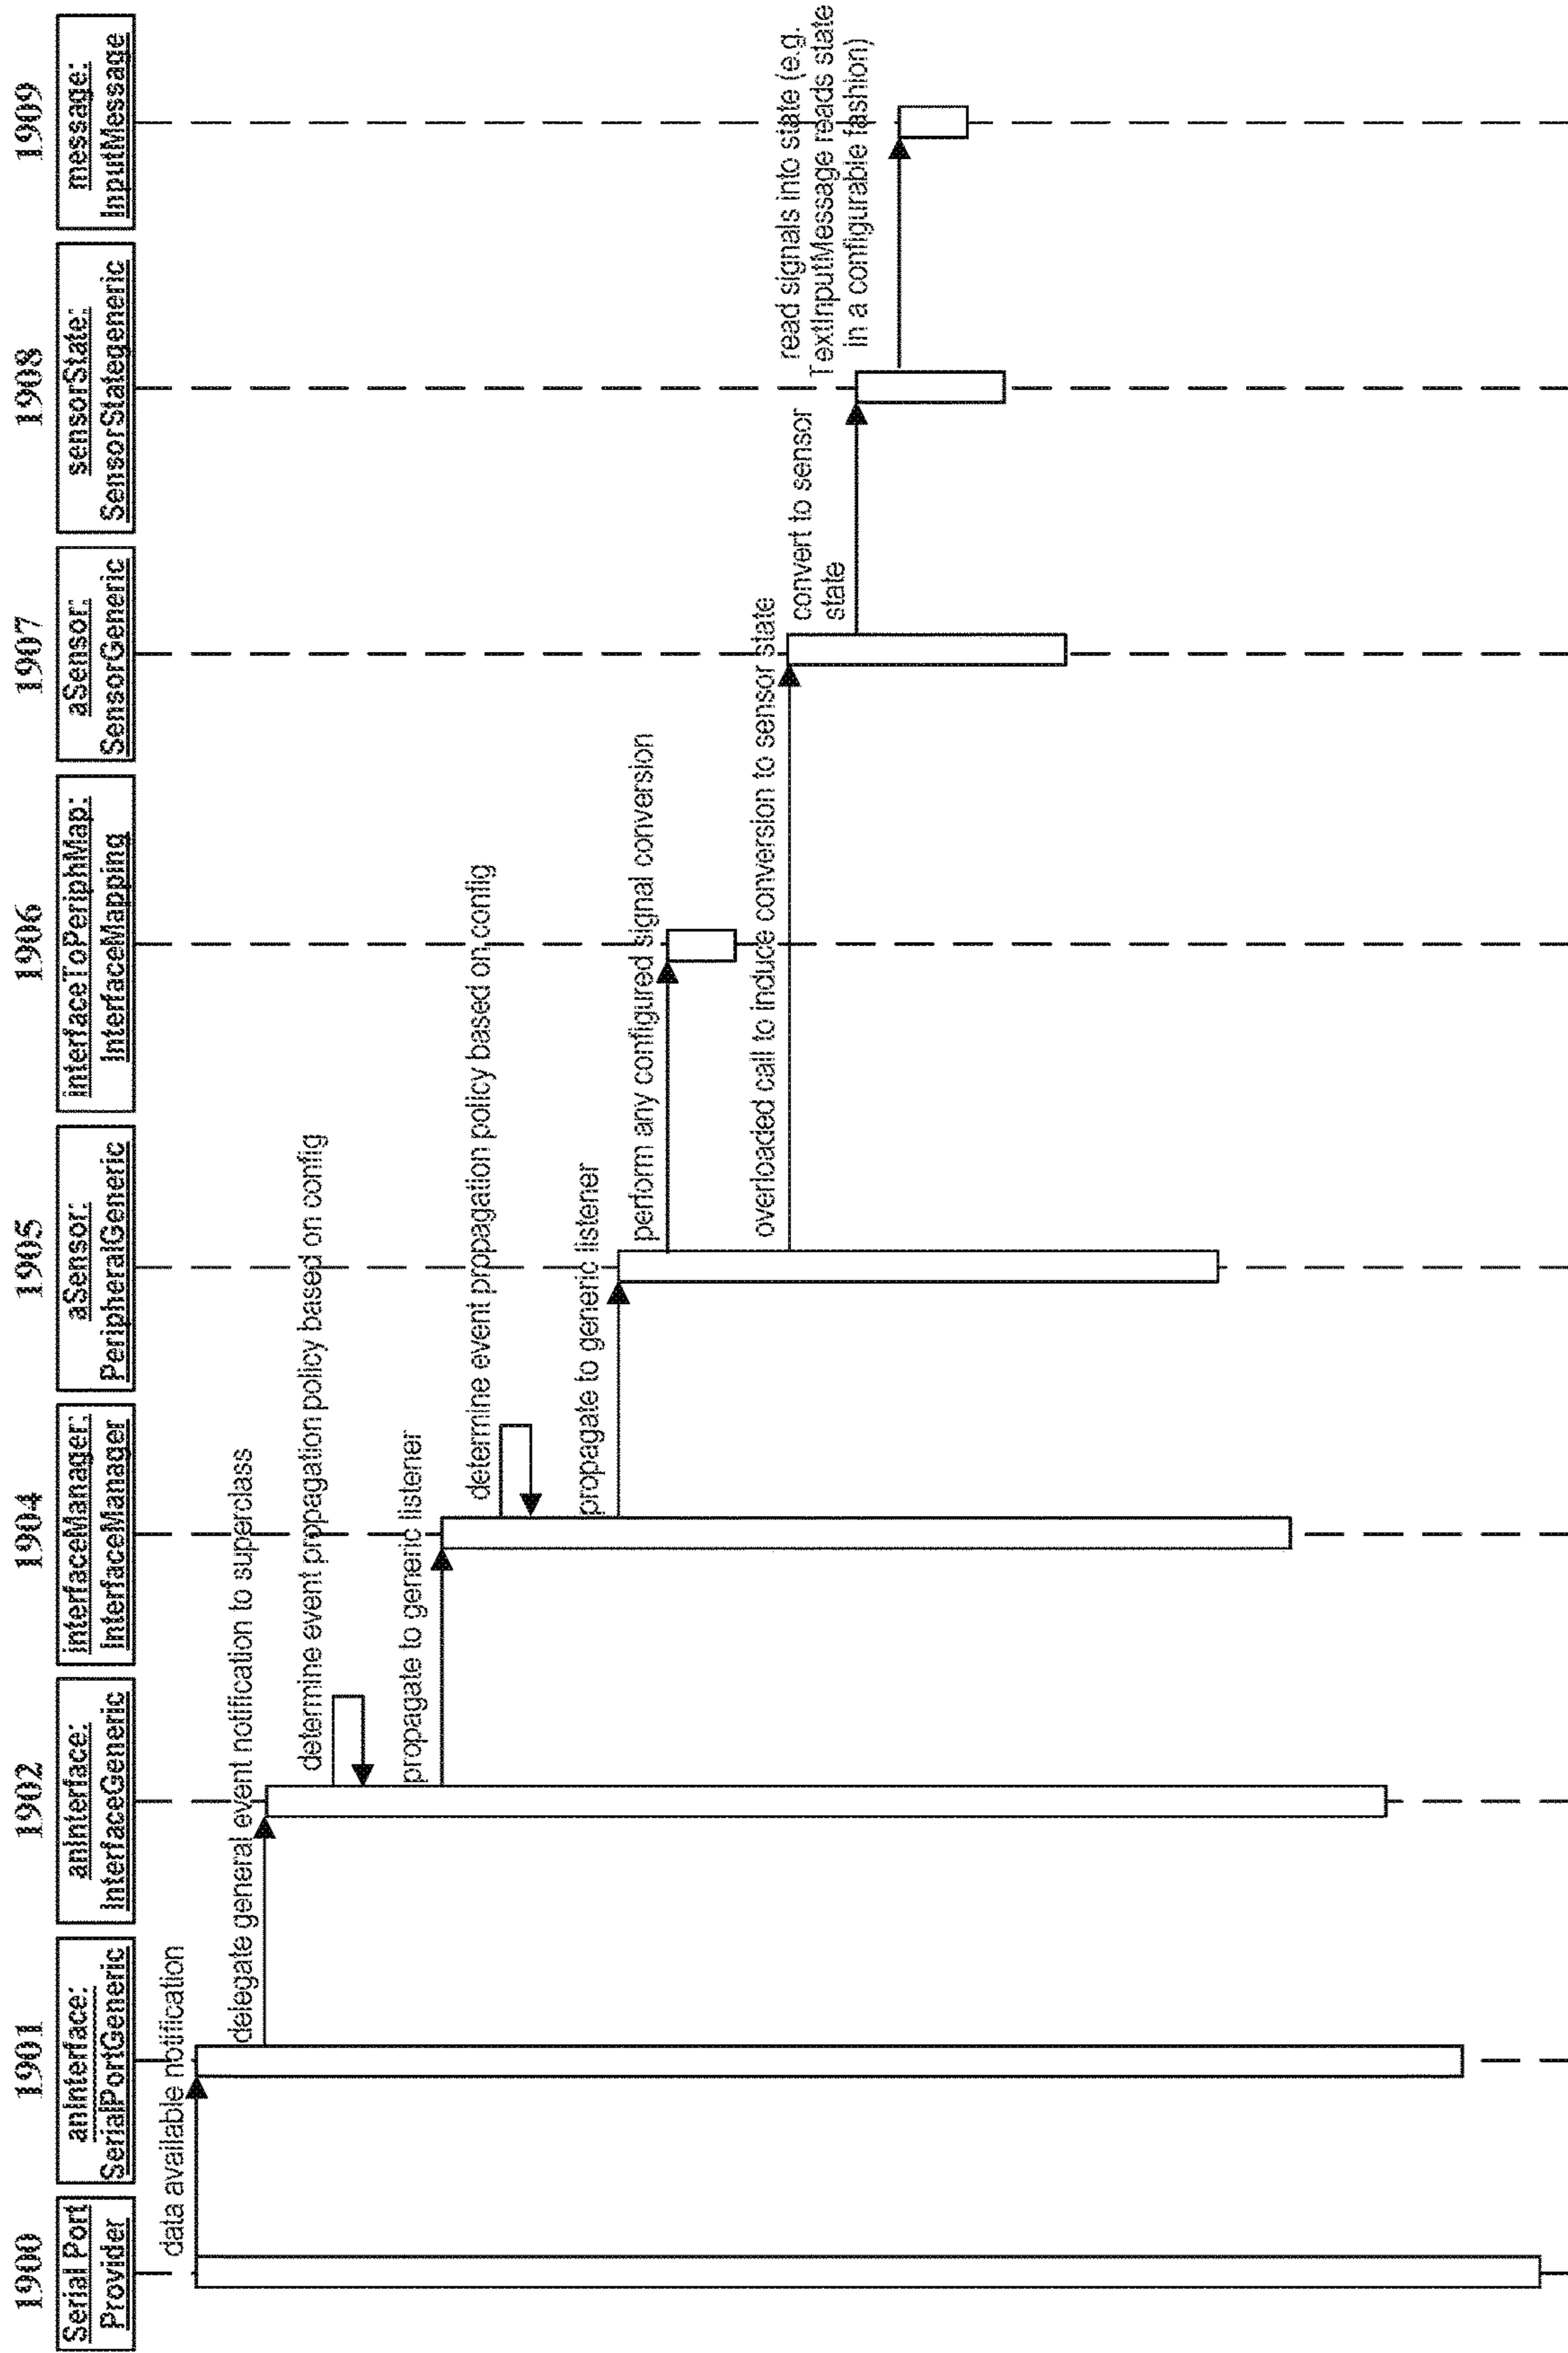 1900
Serial Port
Provider
1901
anInterface:
SerialPortGeneric
1902
anInterface:
InterfaceGeneric
1904
interfaceManager:
InterfaceManager
1905
aSensor:
PeripheralGeneric
1906
interfaceToPeriphMap:
InterfaceMapping
1907
aSensor:
SensorGeneric
1908
sensorState:
SensorStategeneric
1909
message:
InputMessage
data available notification
delegate general event notification to superclass
determine event propagation policy based on config
propagate to generic listener
determine event propagation policy based on config
propagate to generic listener
perform any configured signal conversion
overloaded call to induce conversion to sensor state
convert to sensor
state
read signals into state (e.g.
TextInputMessage reads state
in a configurable fashion)